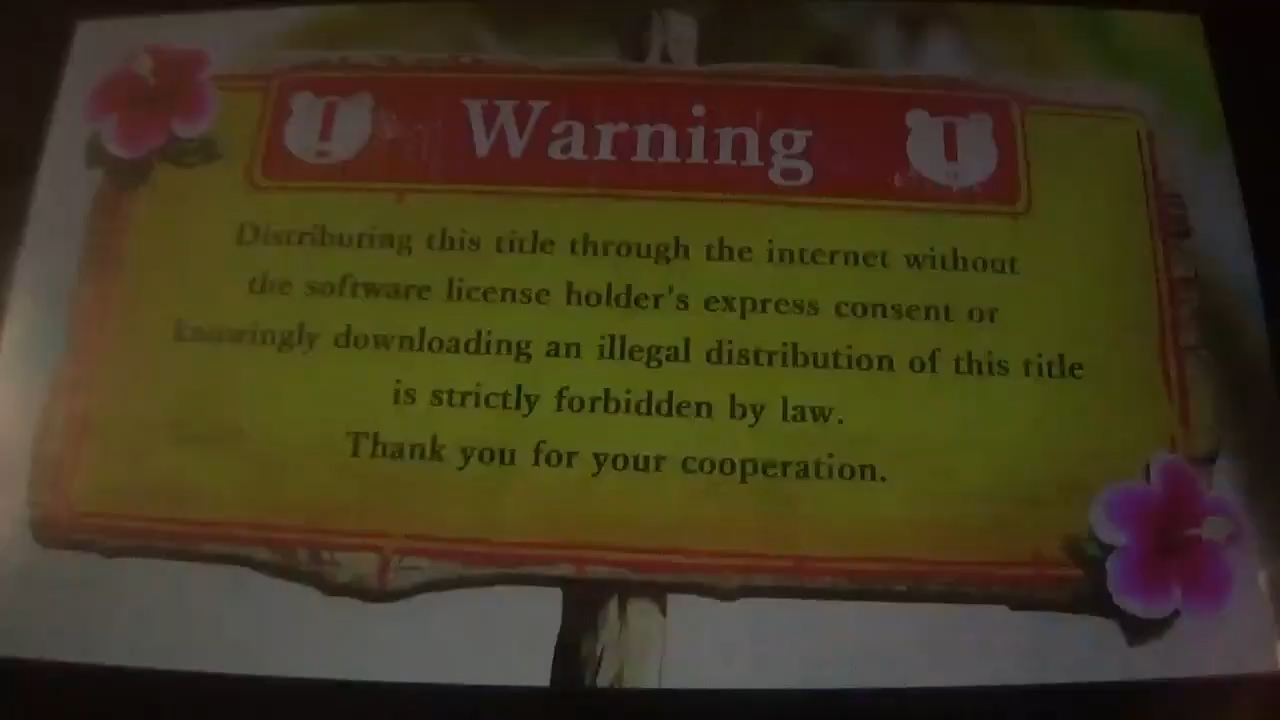 Warning
Distributing this title through the internet without
the software license holder's express consent or
knowingly downloading an illegal distribution of this title
is strictly forbidden by law.
Thank you for your cooperation.